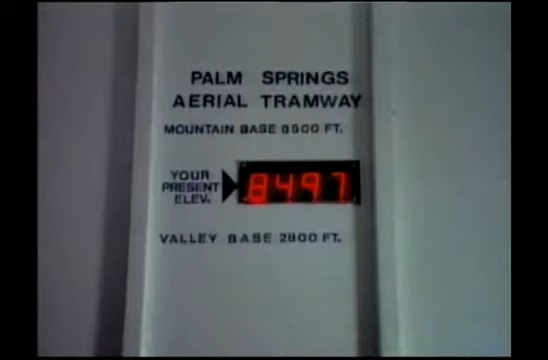 PALM SPRINGS
AERIAL TRAMWAY
MOUNTAIN BASE 8500 FT.
YOUR
PRESENT
ELEV.
8497
VALLEY BASE 2800 FT.